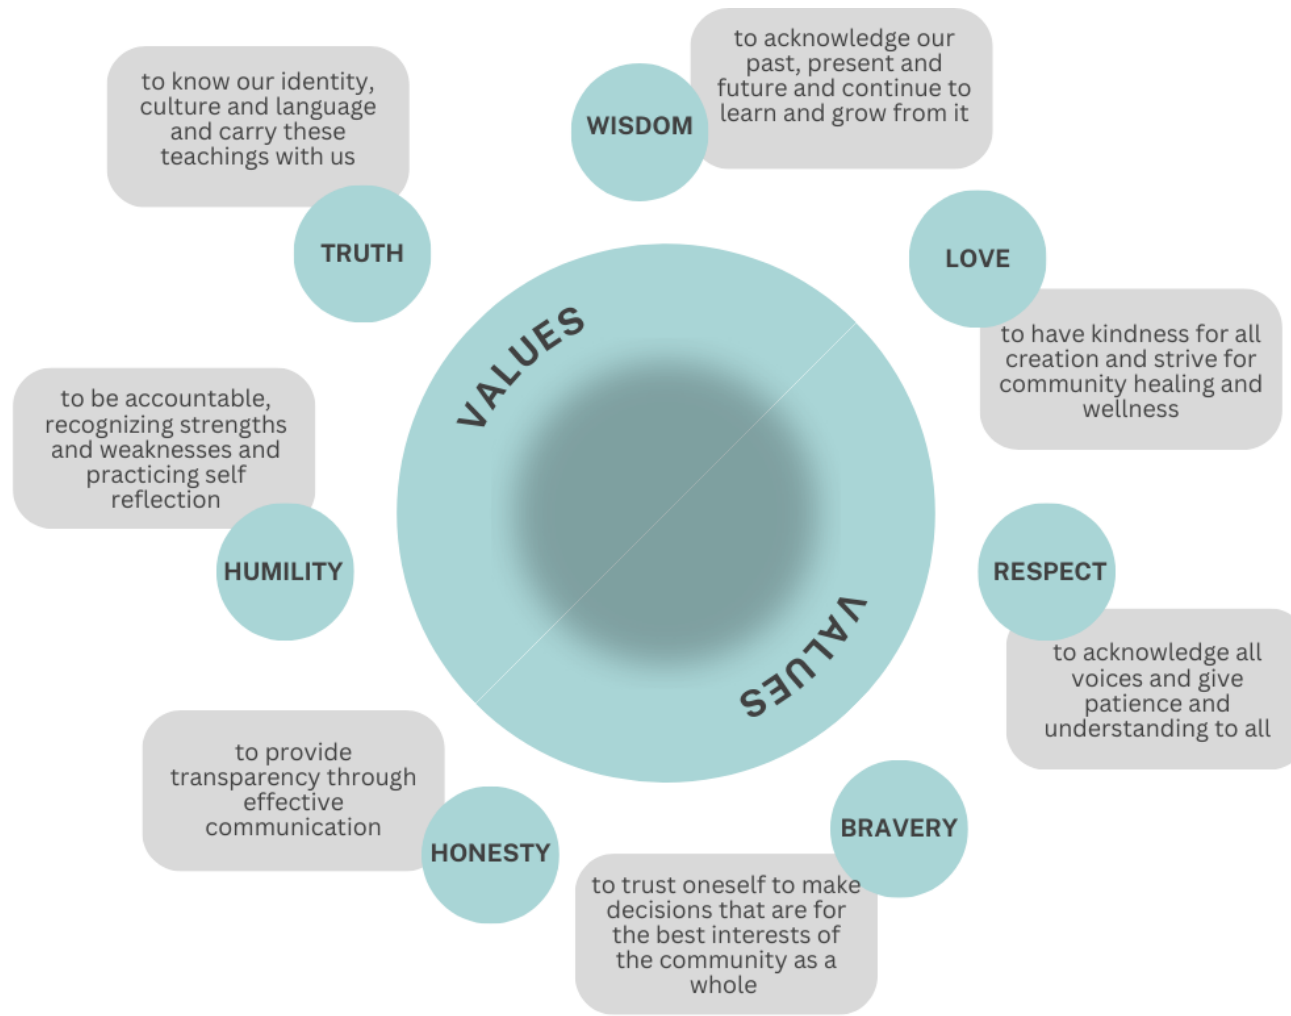 WISDOM
to acknowledge our
past, present and
future and continue to
learn and grow from it
LOVE
to have kindness for all
creation and strive for
community healing and
wellness
RESPECT
to acknowledge all
voices and give
patience and
understanding to all
BRAVERY
to trust oneself to make
decisions that are for
the best interests of
the community as a
whole
HONESTY
to provide
transparency through
effective
communication
HUMILITY
to be accountable,
recognizing strengths
and weaknesses and
practicing self
reflection
TRUTH
to know our identity,
culture and language
and carry these
teachings with us
VALUES
VALUES